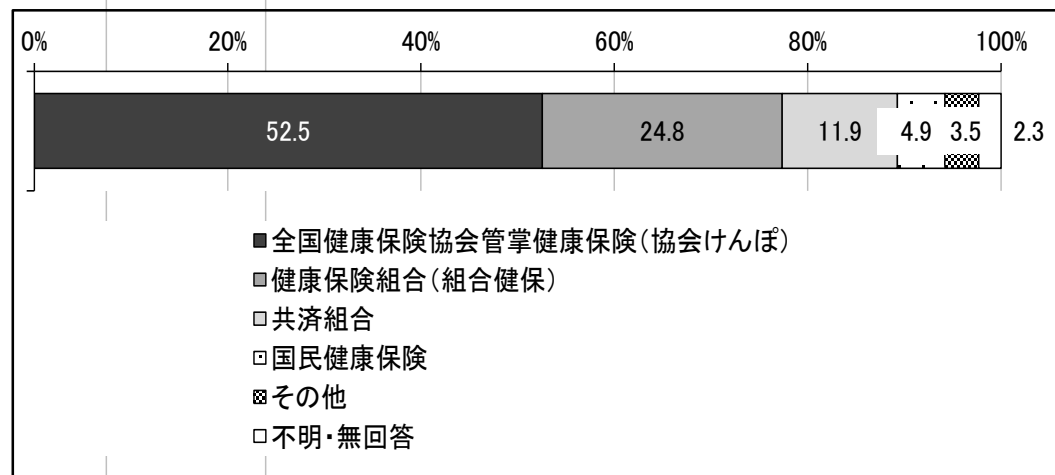 0% 20% 40% 60% 80% 100%
52.5 24.8 11.9 4.9 3.5 2.3
全国健康保険協会管掌健康保険(協会けんぽ)
健康保険組合(組合健保)
共済組合
国民健康保険
その他
不明・無回答